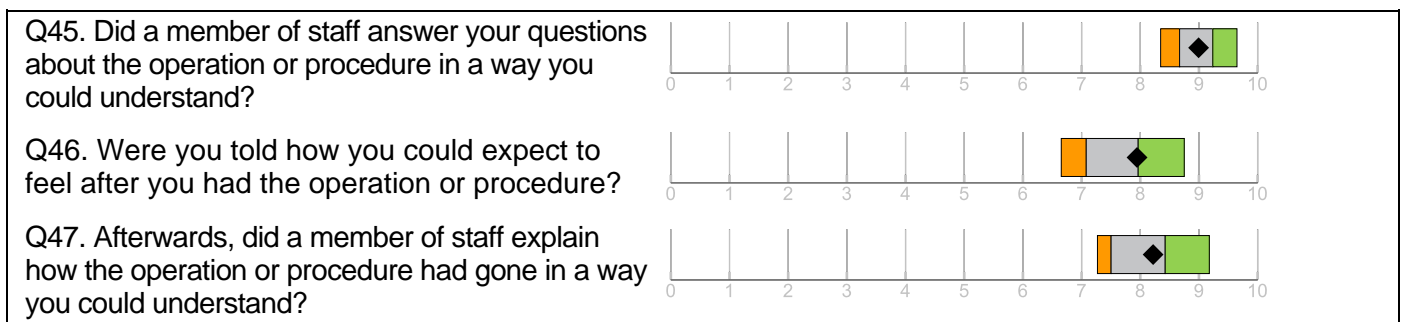 Q45. Did a member of staff answer your questions
about the operation or procedure in a way you
could understand?
0 1 2 3 4 5 6 7 8 9 10
Q46. Were you told how you could expect to
feel after you had the operation or procedure?
0 1 2 3 4 5 6 7 8 9 10
Q47. Afterwards, did a member of staff explain
how the operation or procedure had gone in a way
you could understand?
0 1 2 3 4 5 6 7 8 9 10